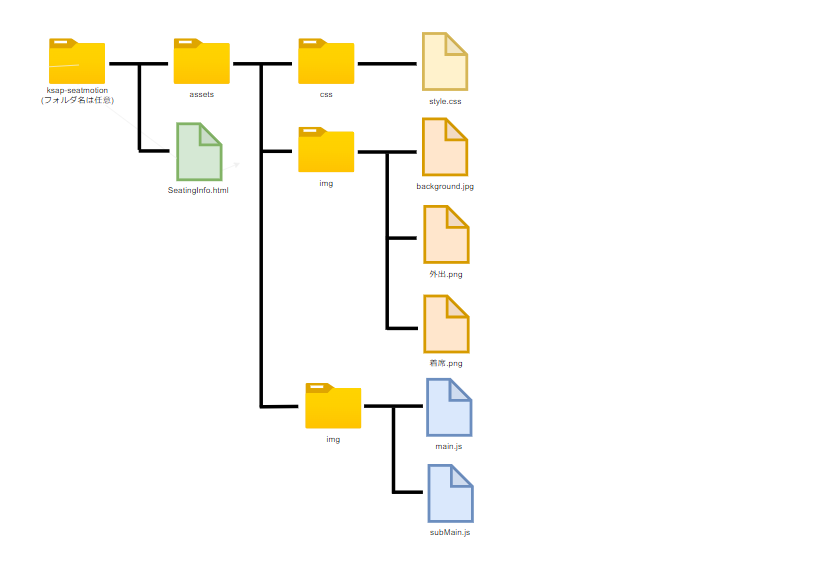 ksap-seatmotion
(フォルダ名は任意)
assets
css
style.css
SeatingInfo.html
img
background.jpg
外出.png
着席.png
img
main.js
subMain.js